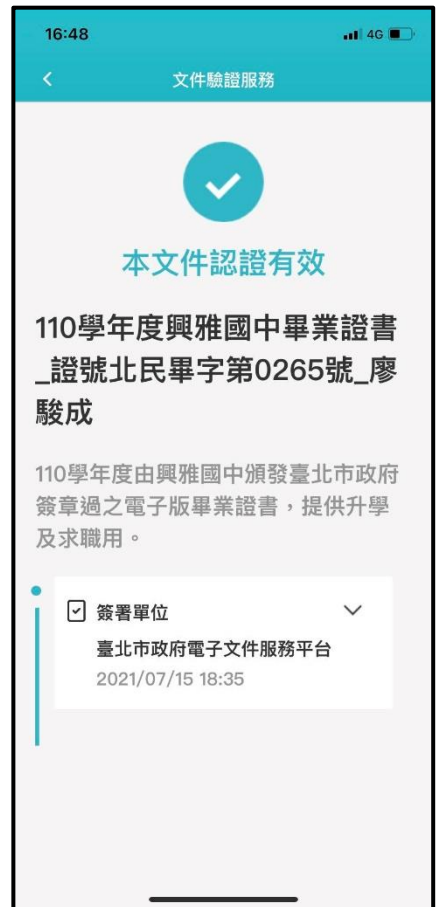 16:48
4G
文件驗證服務
本文件認證有效
110學年度興雅國中畢業證書
_證號北民畢字第0265號_廖
駿成
110學年度由興雅國中頒發臺北市政府
簽章過之電子版畢業證書，提供升學
及求職用。
簽署單位
臺北市政府電子文件服務平台
2021/07/15 18:35